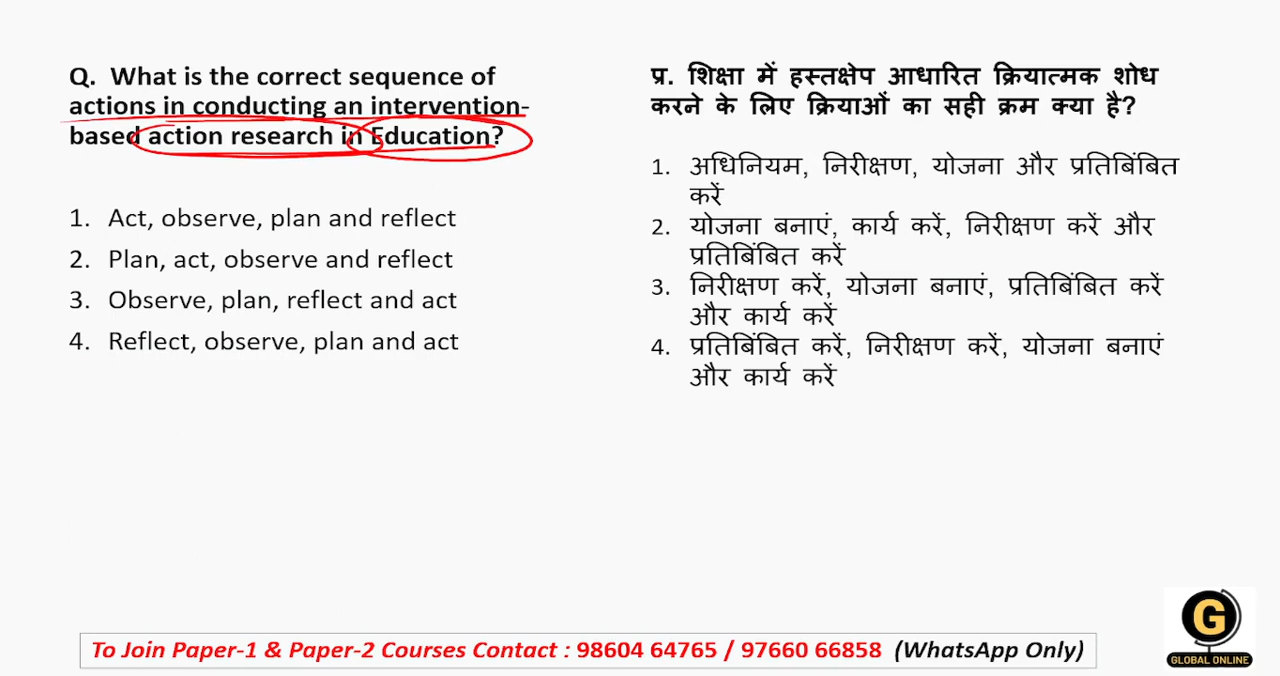 Q. What is the correct sequence of
actions in conducting an intervention-
based action research in Education?
1. Act, observe, plan and reflect
2. Plan, act, observe and reflect
3. Observe, plan, reflect and act
4. Reflect, observe, plan and act
प्र. शिक्षा में हस्तक्षेप आधारित क्रियात्मक शोध
करने के लिए क्रियाओं का सही क्रम क्या है?
1. अधिनियम, निरीक्षण, योजना और प्रतिबिंबित
करें
2. योजना बनाएं, कार्य करें, निरीक्षण करें और
प्रतिबिंबित करें
3. निरीक्षण करें, योजना बनाएं, प्रतिबिंबित करें
और कार्य करें
4. प्रतिबिंबित करें, निरीक्षण करें, योजना बनाएं
और कार्य करें
To Join Paper-1 & Paper-2 Courses Contact : 98604 64765 / 97660 66858 (WhatsApp Only)
G
GLOBAL ONLINE